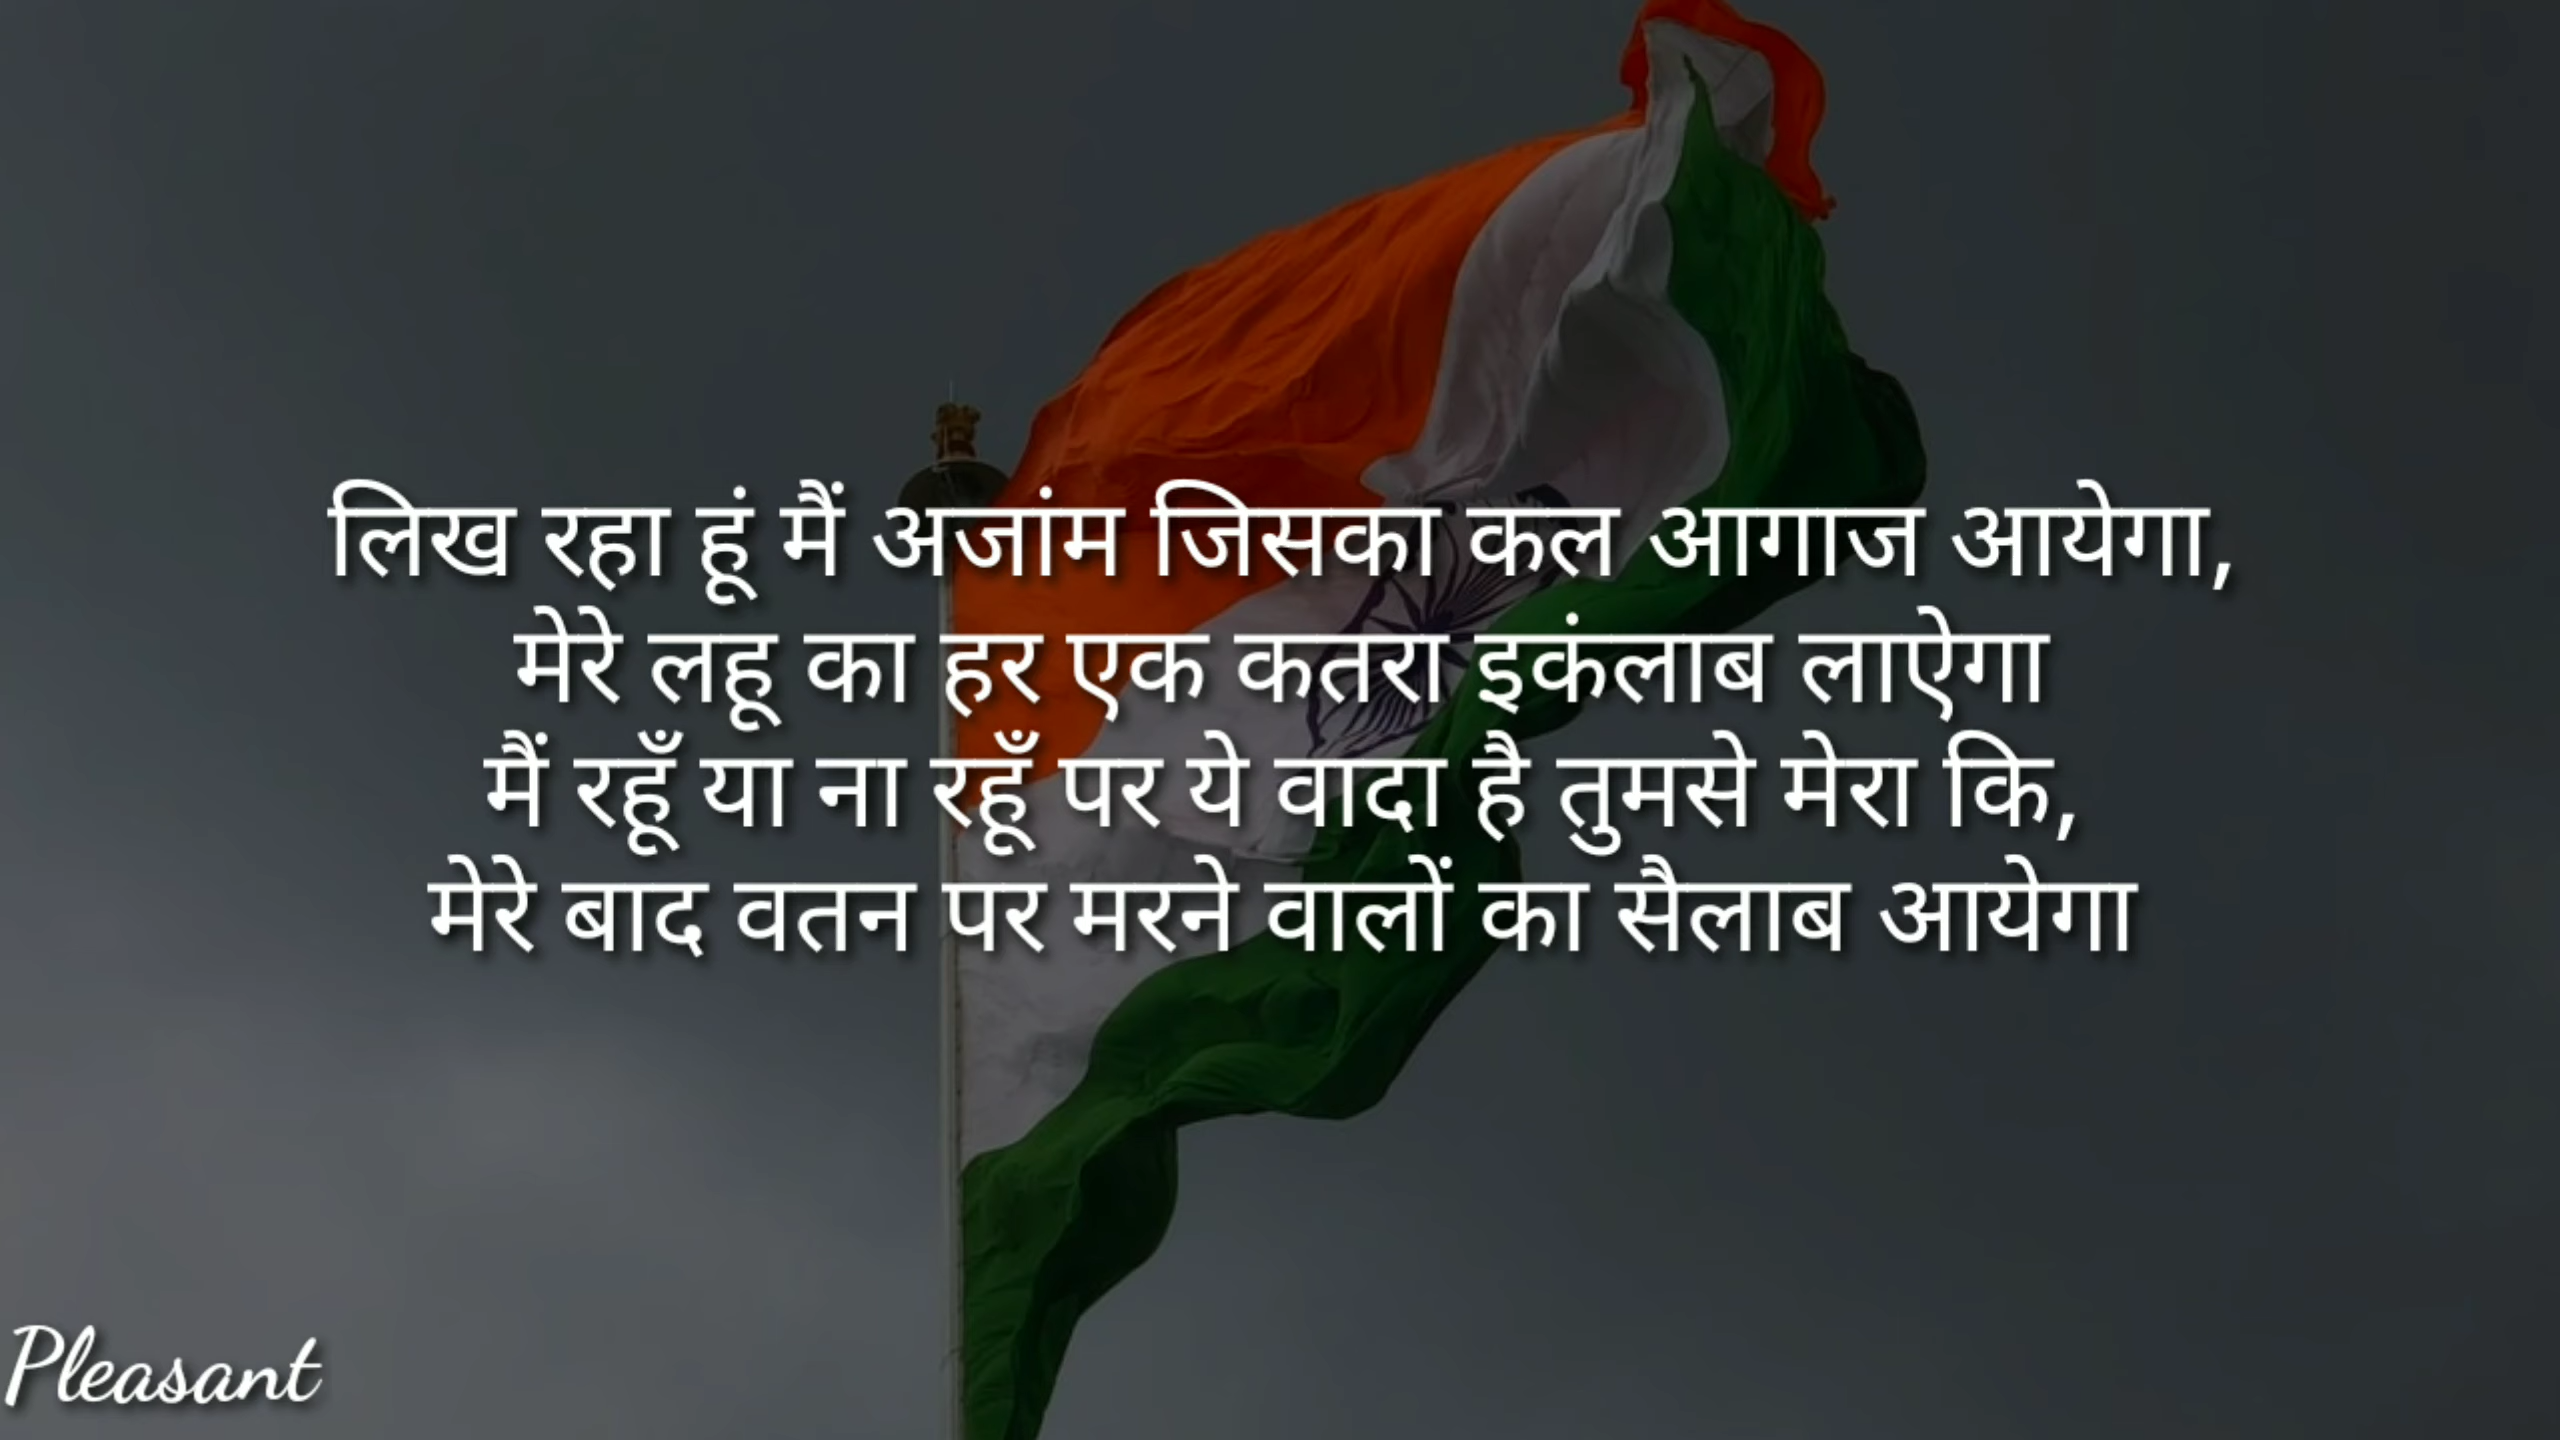 लिख रहा हूं मैं अजांम जिसका कल आगाज आयेगा,
मेरे लहू का हर एक कतरा इकंलाब लाऐगा
मैं रहूँ या ना रहूँ पर ये वादा है तुमसे मेरा कि,
मेरे बाद वतन पर मरने वालों का सैलाब आयेगा
Pleasant